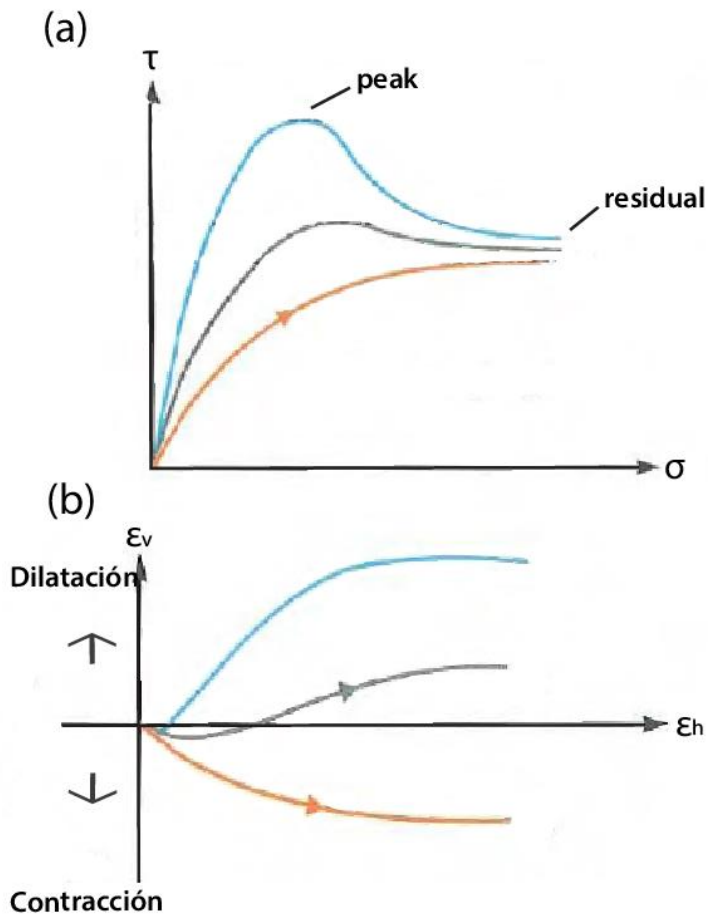 (a)
τ
peak
residual
σ
(b)
εv
Dilatación
εh
Contracción